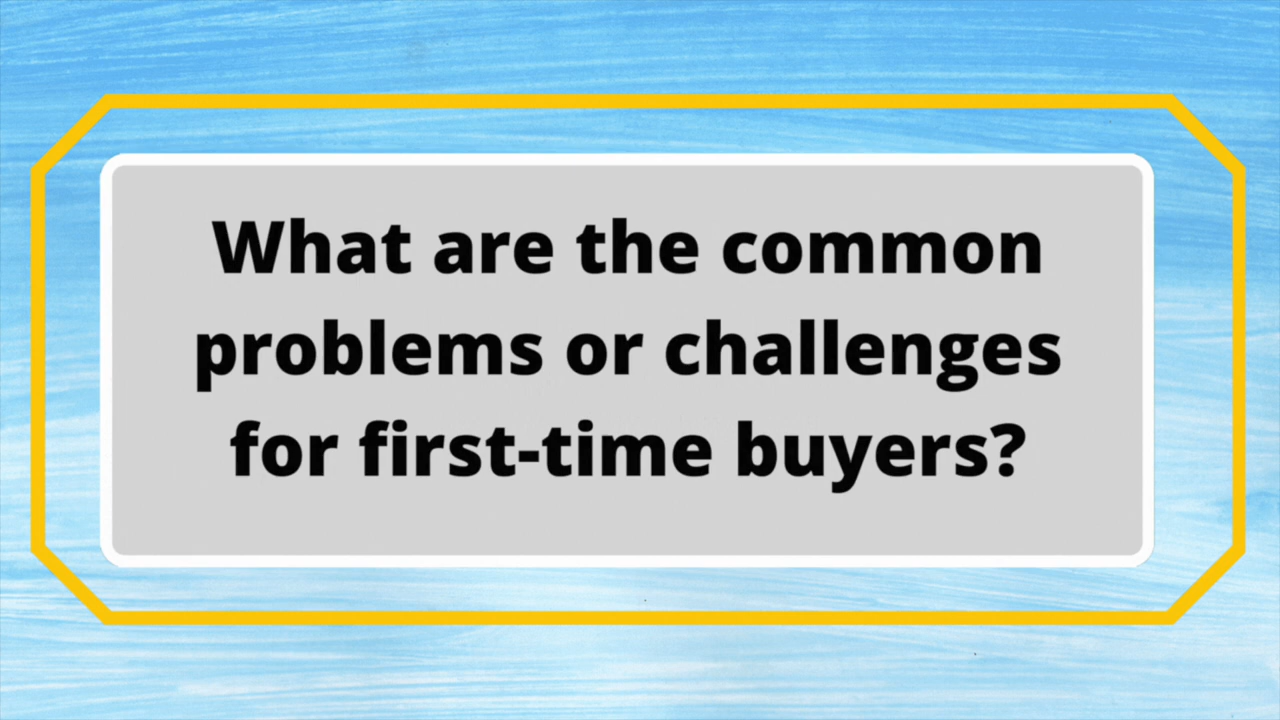 What are the common
problems or challenges
for first-time buyers?